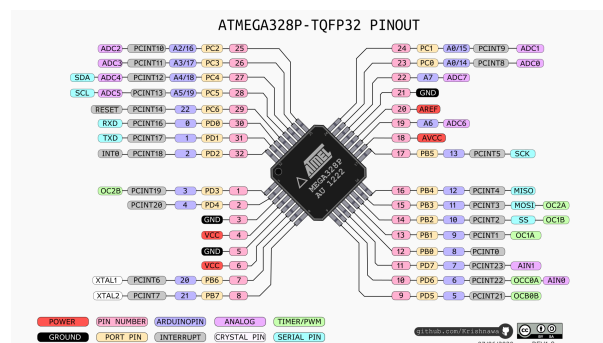 ATMEGA328P-TQFP32 PINOUT
ADC2 PCINT10 A2/16 PC2 25
ADC3 PCINT11 A3/17 PC3 26
SDA ADC4 PCINT12 A4/18 PC4 27
SCL ADC5 PCINT13 A5/19 PC5 28
RESET PCINT14 22 PC6 29
RXD PCINT16 0 PD0 30
TXD PCINT17 1 PD1 31
INT0 PCINT18 2 PD2 32
OC2B PCINT19 3 PD3 1
PCINT20 4 PD4 2
GND 3
VCC 4
GND 5
VCC 6
XTAL1 PCINT6 20 PB6 7
XTAL2 PCINT7 21 PB7 8
24 PC1 A0/15 PCINT9 ADC1
23 PC0 A0/14 PCINT8 ADC0
22 A7 ADC7
21 GND
20 AREF
19 A6 ADC6
18 AVCC
17 PB5 13 PCINT5 SCK
16 PB4 12 PCINT4 MISO
15 PB3 11 PCINT3 MOSI OC2A
14 PB2 10 PCINT2 SS OC1B
13 PB1 9 PCINT1 OC1A
12 PB0 8 PCINT0
11 PD7 7 PCINT23 AIN1
10 PD6 6 PCINT22 OCC0A AIN0
9 PD5 5 PCINT21 OCB0B
ATMEL
MEGA328P
AU 1222
POWER PIN NUMBER ARDUINOPIN ANALOG TIMER/PWM
GROUND PORT PIN INTERRUPT CRYSTAL PIN SERIAL PIN
github.com/Krishnawa
cc BY SA